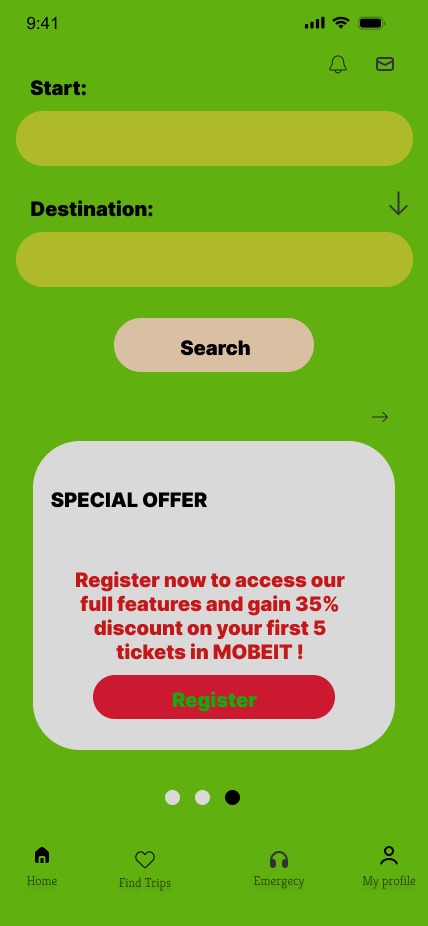 9:41
Start:
Destination:
Search
SPECIAL OFFER
Register now to access our
full features and gain 35%
discount on your first 5
tickets in MOBEIT !
Register
Home
Find Trips
Emergecy
My profile